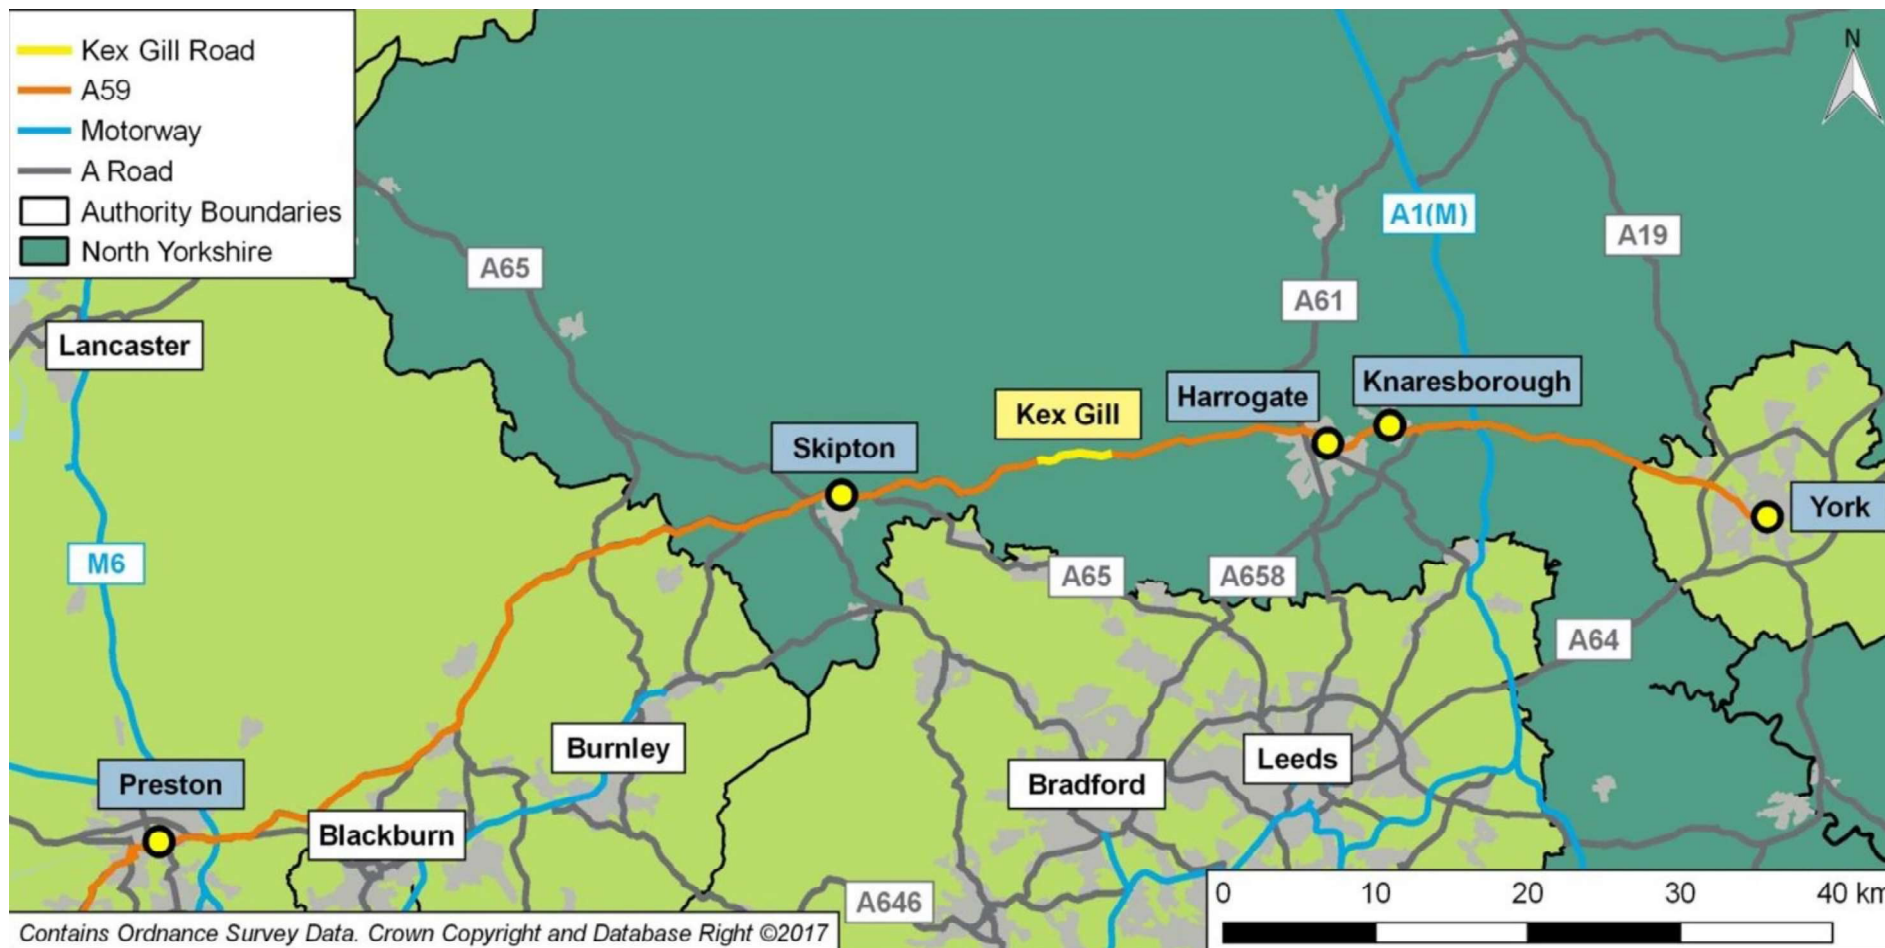 Kex Gill Road
A59
Motorway
A Road
Authority Boundaries
North Yorkshire
N
A1(M)
A19
A65
A61
Lancaster
Knaresborough
Harrogate
Kex Gill
Skipton
York
M6
A65
A658
A64
Burnley
Leeds
Preston
Bradford
Blackburn
A646
0 10 20 30 40 km
Contains Ordnance Survey Data. Crown Copyright and Database Right ©2017